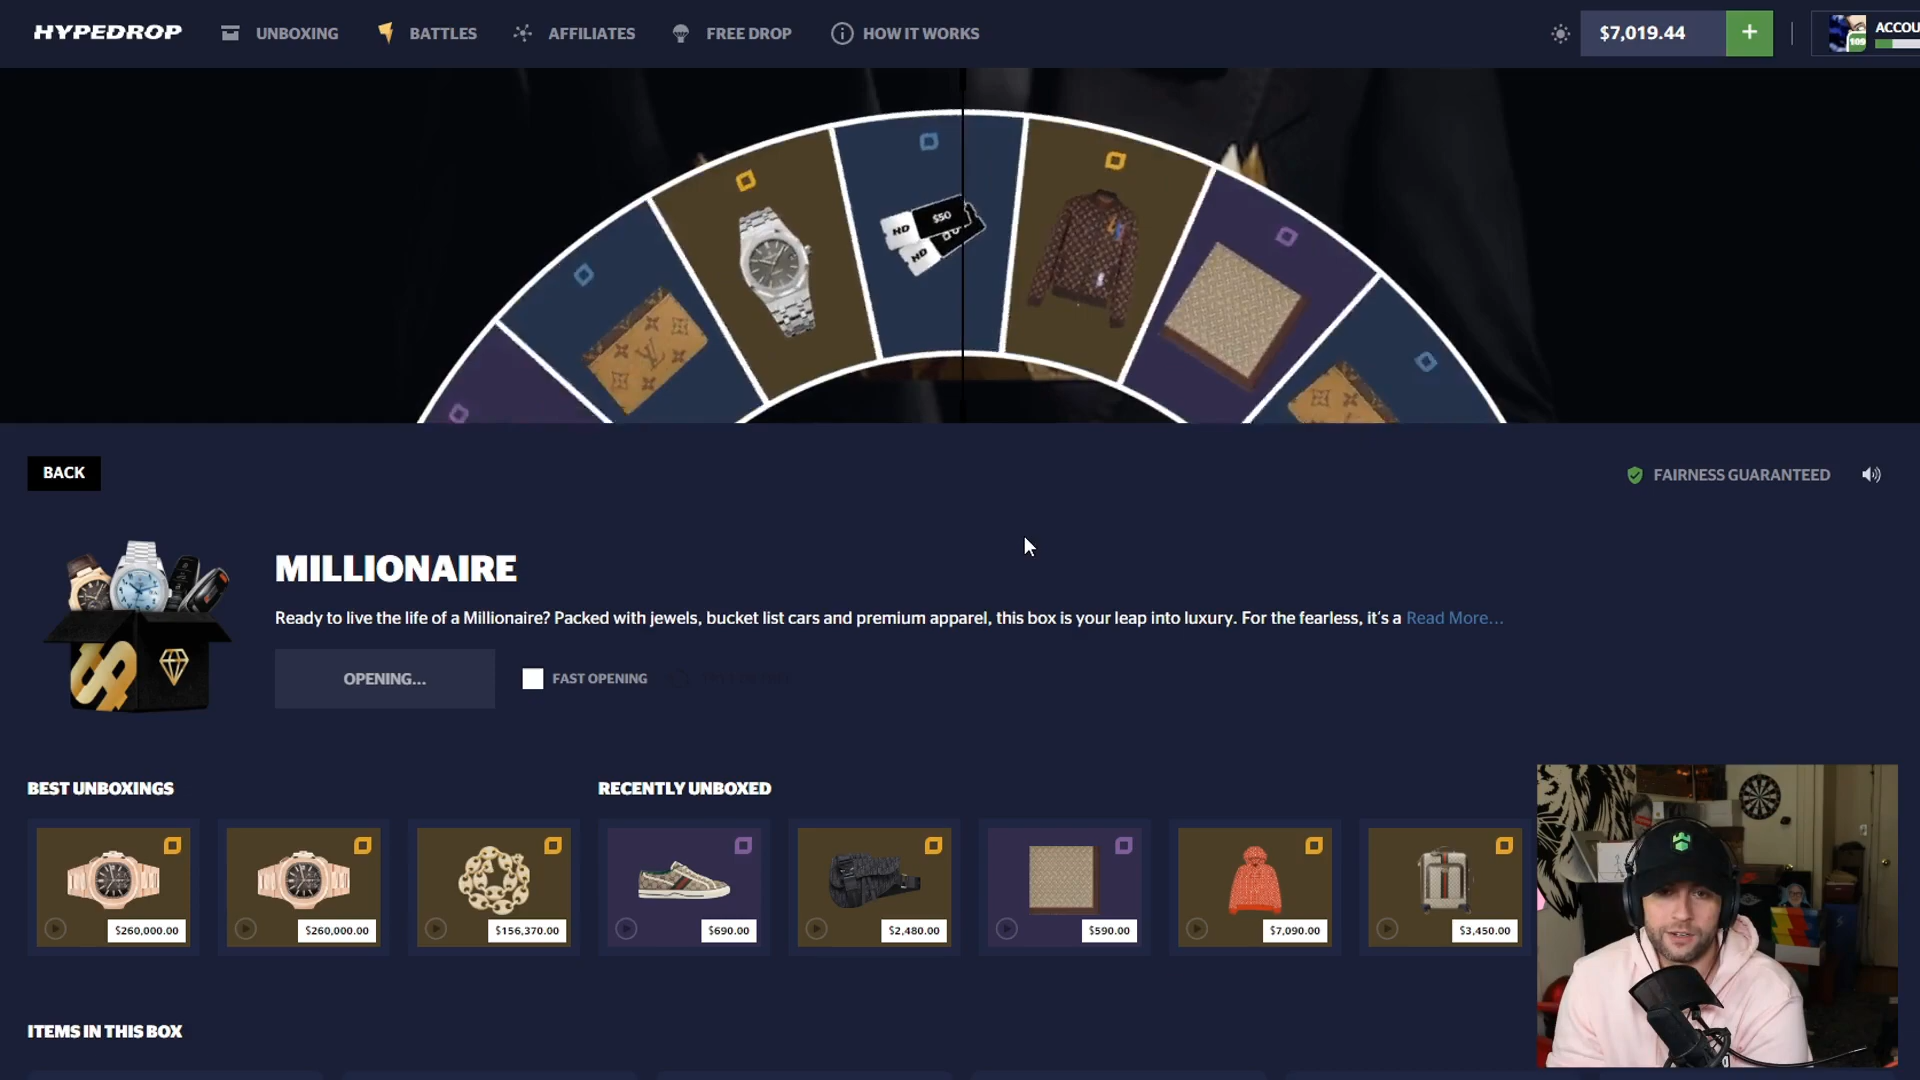 HYPEDROP
UNBOXING
BATTLES
AFFILIATES
FREE DROP
HOW IT WORKS
$7,019.44
+
109
ACCOU
$50
HD
HD
BACK
FAIRNESS GUARANTEED
MILLIONAIRE
Ready to live the life of a Millionaire? Packed with jewels, bucket list cars and premium apparel, this box is your leap into luxury. For the fearless, it's a Read More...
OPENING...
FAST OPENING
BEST UNBOXINGS
RECENTLY UNBOXED
$260,000.00
$260,000.00
$156,370.00
$690.00
$2,480.00
$590.00
$7,090.00
$3,450.00
ITEMS IN THIS BOX